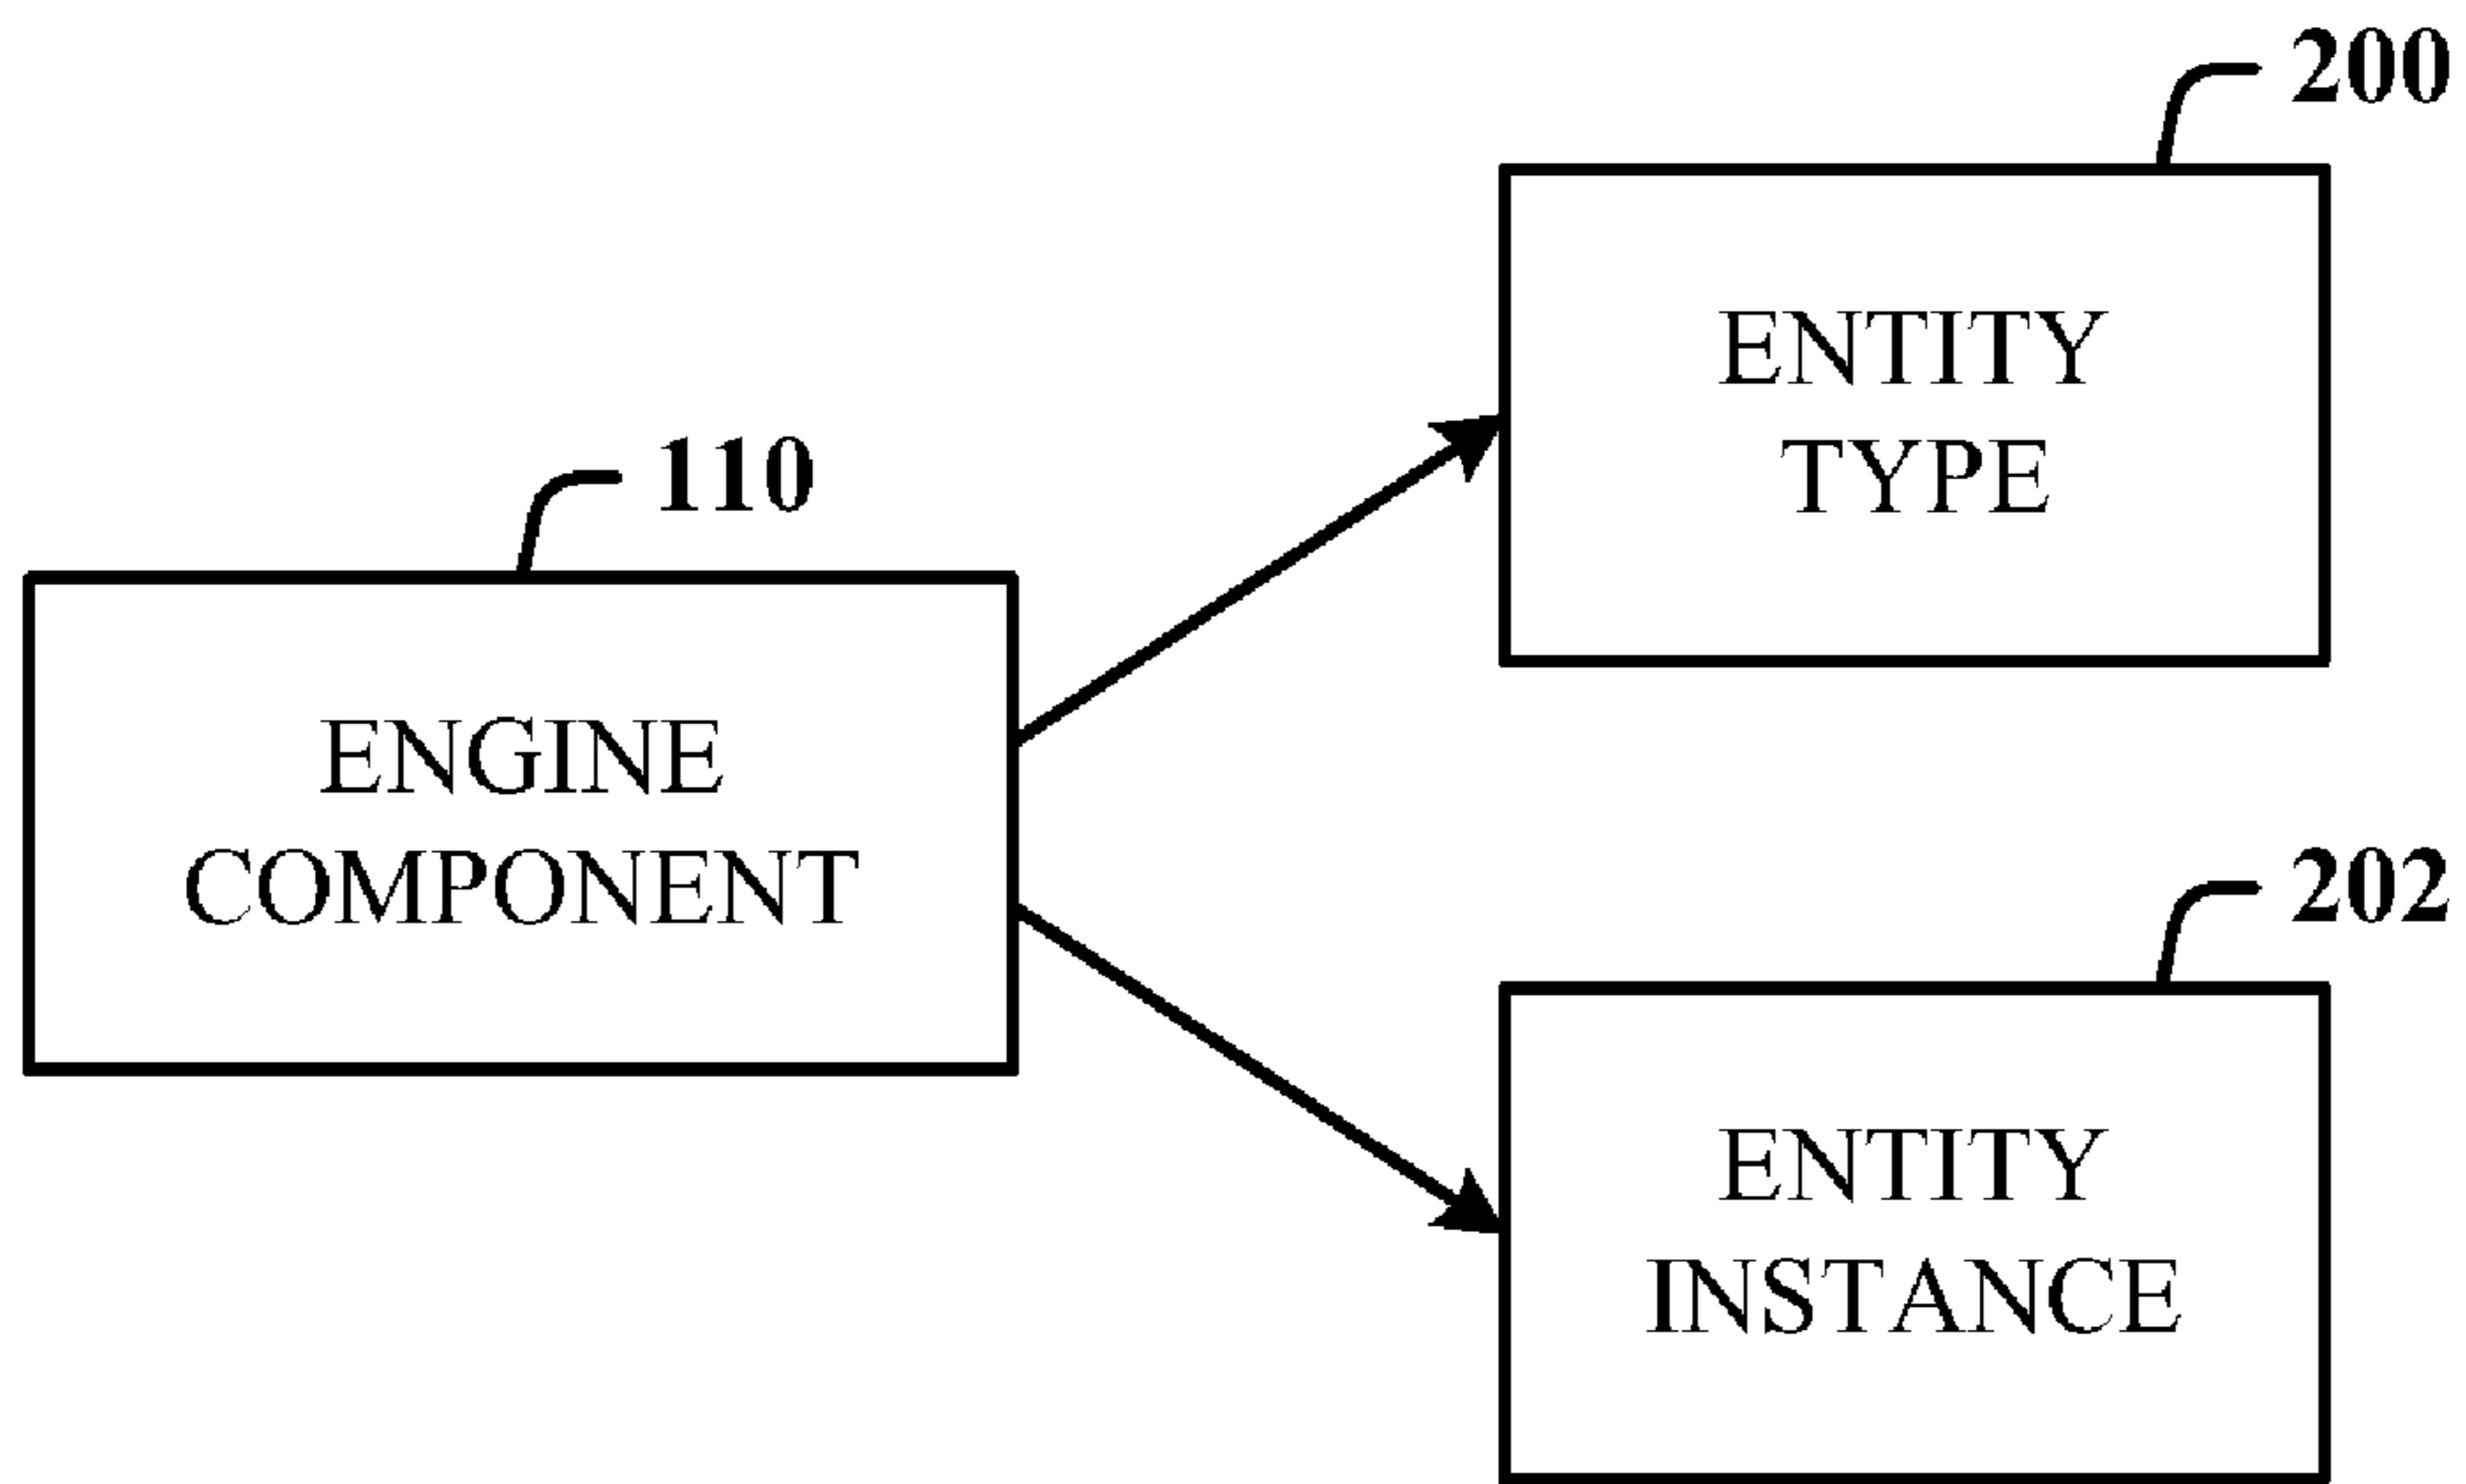 200
ENTITY
TYPE
110
ENGINE
COMPONENT
202
ENTITY
INSTANCE